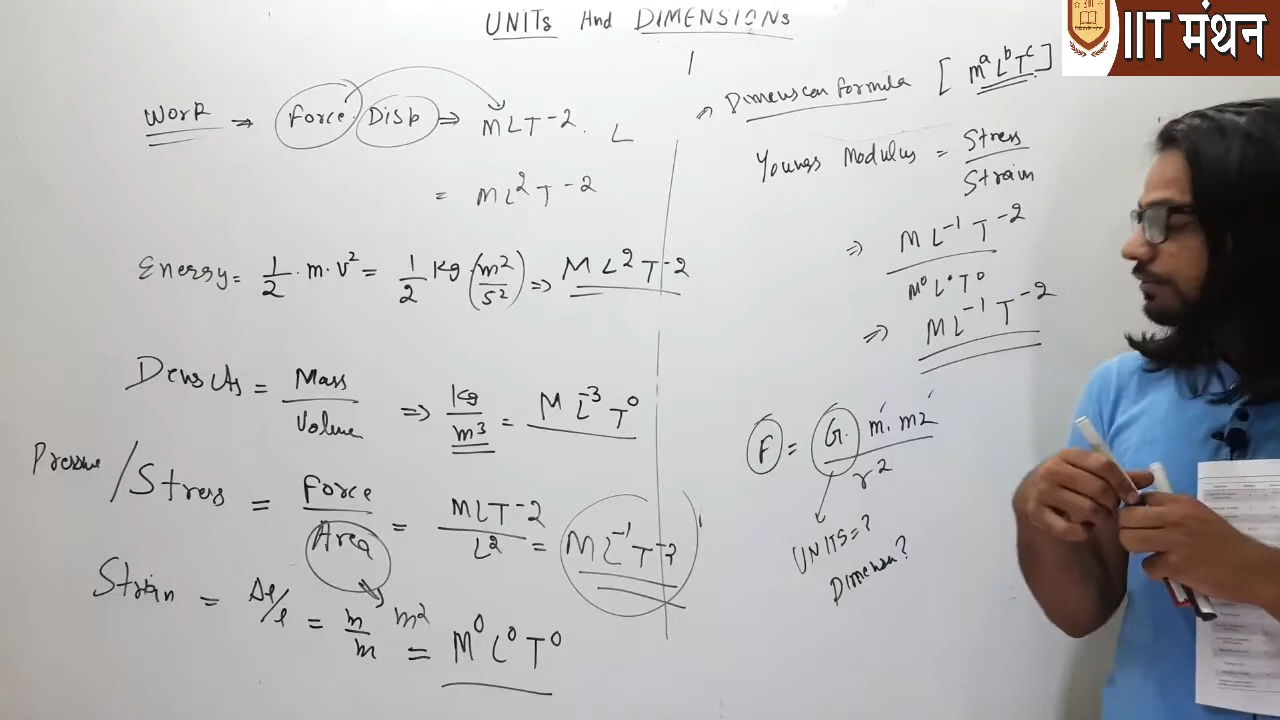 UNITs And DIMENSIONs
IIT मंथन
Work ⇒ Force . Disp ⇒ MLT-2 . L
= ML²T-2
Energy = 1/2 . m . v² = 1/2 kg (m²/s²) ⇒ ML²T-2
Density = Mass/Volume ⇒ kg/m³ = M L⁻³ T⁰
Pressure/Stress = Force/Area = MLT-2/L² = ML⁻¹T-2
m²
Strain = Δℓ/ℓ = m/m = M⁰L⁰T⁰
⇒ Dimension formula [MᵃLᵇTᶜ]
Youngs Modulus = Stress/Strain
⇒ ML⁻¹T⁻²/M⁰L⁰T⁰
⇒ ML⁻¹T⁻²
F = G. m1 m2/r²
UNITS=?
Dimension?